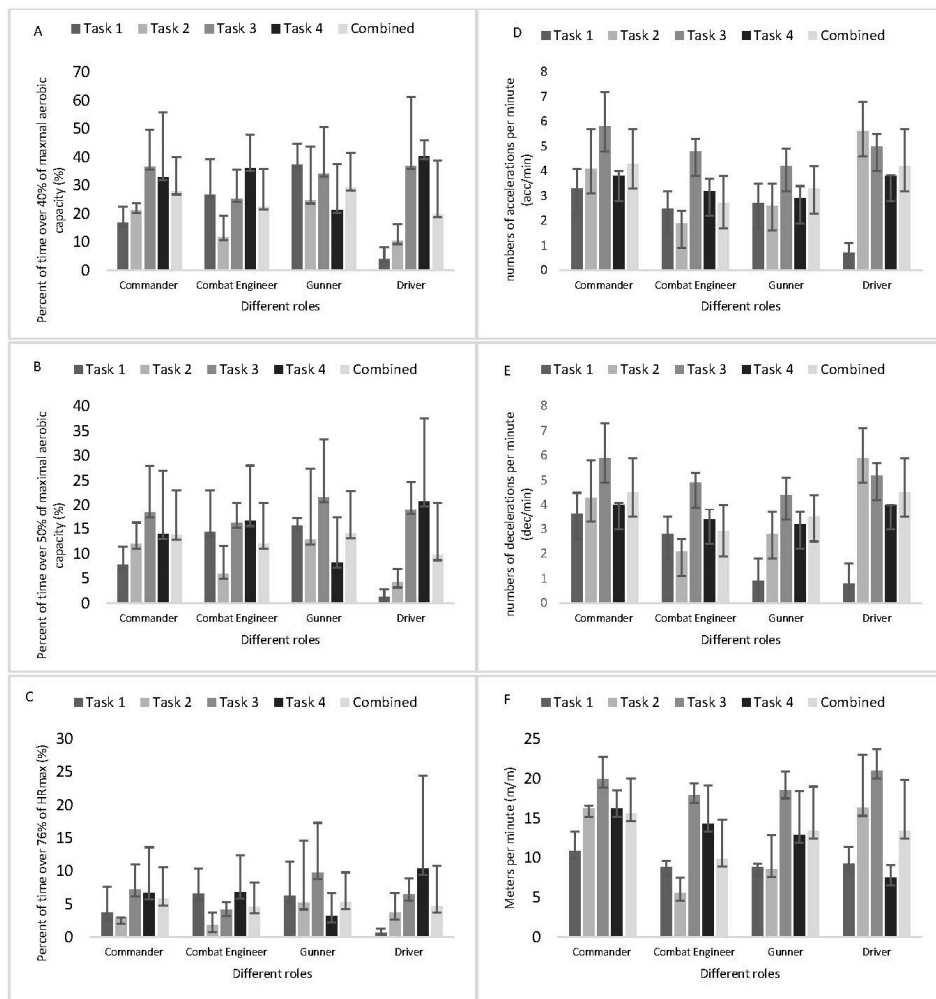 A
Task 1 Task 2 Task 3 Task 4 Combined
Percent of time over 40% of maxmal aerobic
capacity (%)
70
60
50
40
30
20
10
0
Commander Combat Engineer Gunner Driver
Different roles
B
Task 1 Task 2 Task 3 Task 4 Combined
Percent of time over 50% of maximal aerobic
capacity (%)
40
35
30
25
20
15
10
5
0
Commander Combat Engineer Gunner Driver
Different roles
C
Task 1 Task 2 Task 3 Task 4 Combined
Percent of time over 76% of HRmax (%)
30
25
20
15
10
5
0
Commander Combat Engineer Gunner Driver
Different roles
D
Task 1 Task 2 Task 3 Task 4 Combined
numbers of accelerations per minute
(acc/min)
8
7
6
5
4
3
2
1
0
Commander Combat Engineer Gunner Driver
Different roles
E
Task 1 Task 2 Task 3 Task 4 Combined
numbers of decelerations per minute
(dec/min)
8
7
6
5
4
3
2
1
0
Commander Combat Engineer Gunner Driver
Different roles
F
Task 1 Task 2 Task 3 Task 4 Combined
Meters per minute (m/m)
25
20
15
10
5
0
Commander Combat Engineer Gunner Driver
Different roles